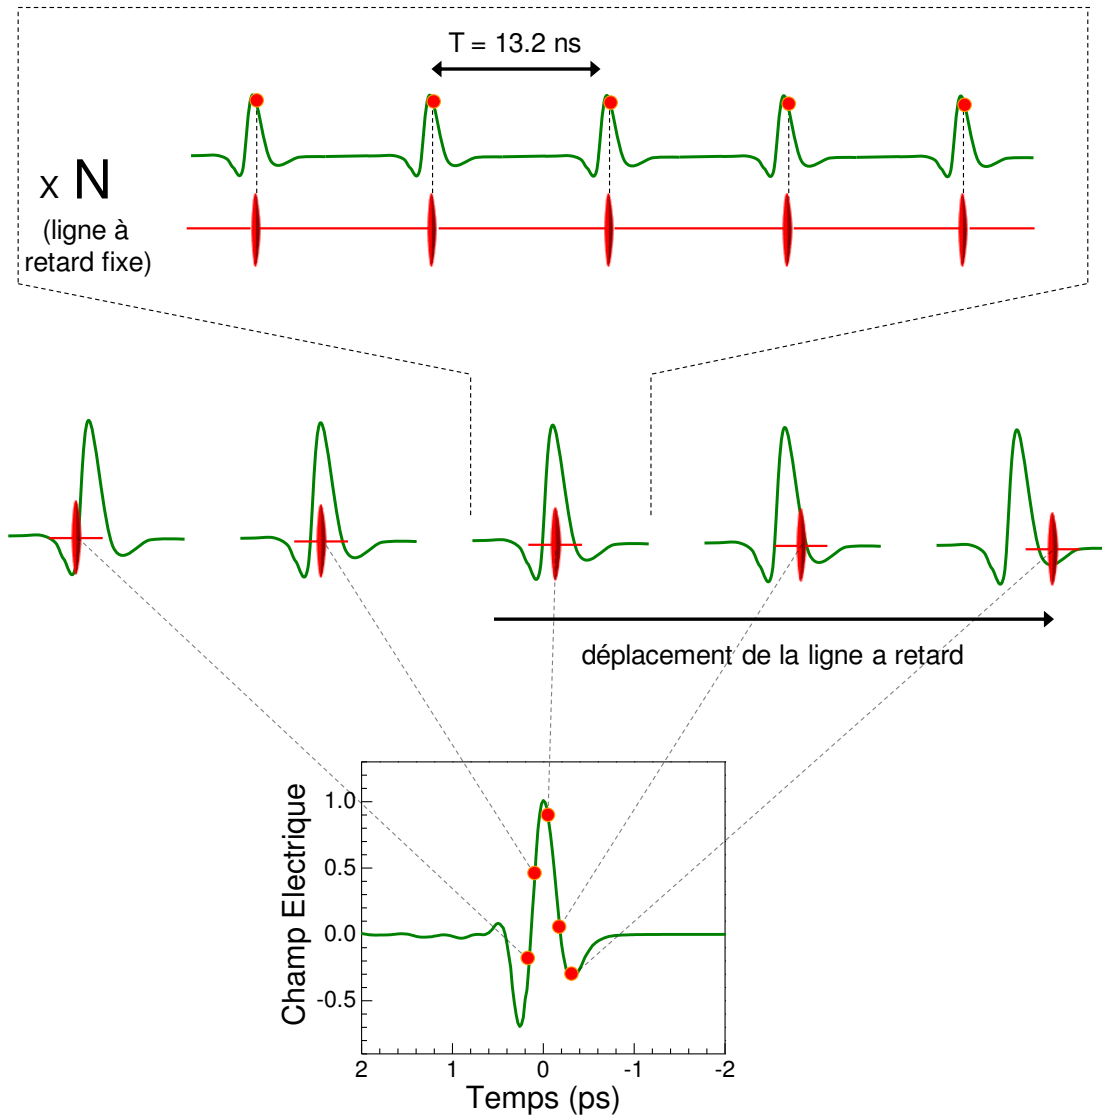 T = 13.2 ns
x N
(ligne à
retard fixe)
déplacement de la ligne a retard
Champ Electrique
1.0
0.5
0.0
-0.5
2 1 0 -1 -2
Temps (ps)